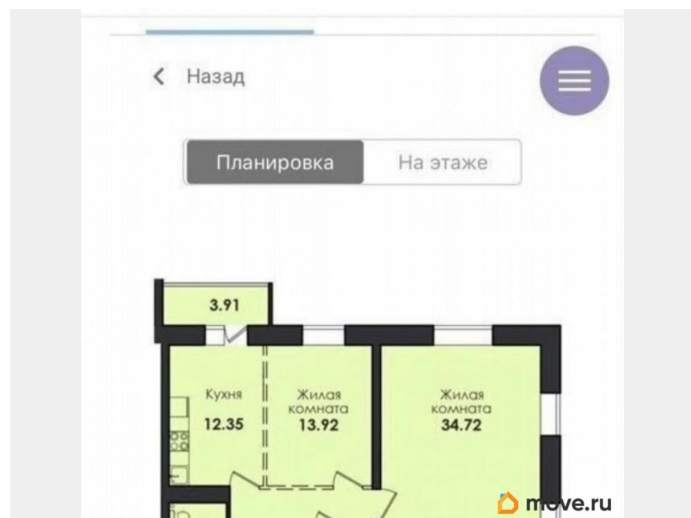 Назад
Планировка
На этаже
3.91
Кухня
12.35
Жилая
комната
13.92
Жилая
комната
34.72
move.ru